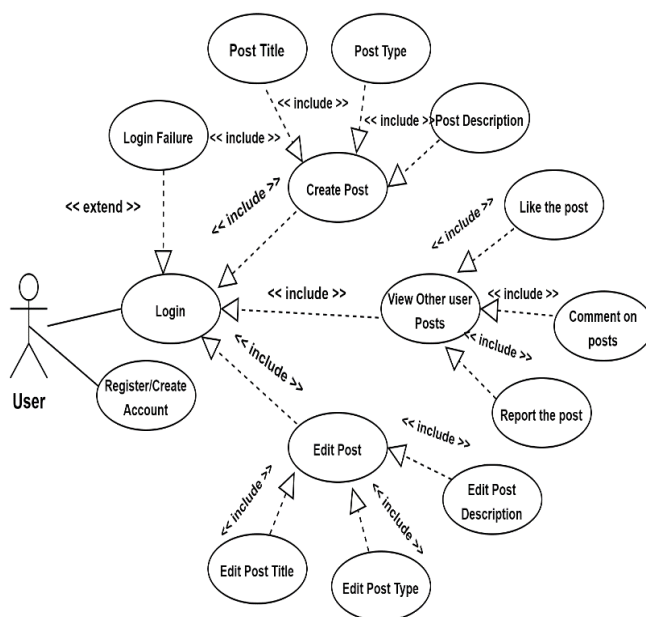 Post Title
Post Type
<< include >>
Login Failure
<< include >>
<< include >>
Post Description
Create Post
<< extend >>
<< include >>
<< include >>
Like the post
Login
<< include >>
View Other user
Posts
<< include >>
Comment on
posts
User
Register/Create
Account
<< include >>
<< include >>
Report the post
Edit Post
<< include >>
Edit Post
Description
<< include >>
<< include >>
Edit Post Title
Edit Post Type